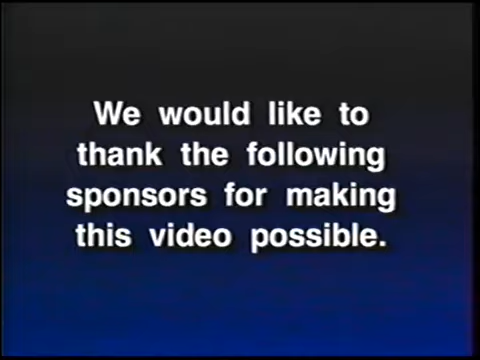 We would like to
thank the following
sponsors for making
this video possible.